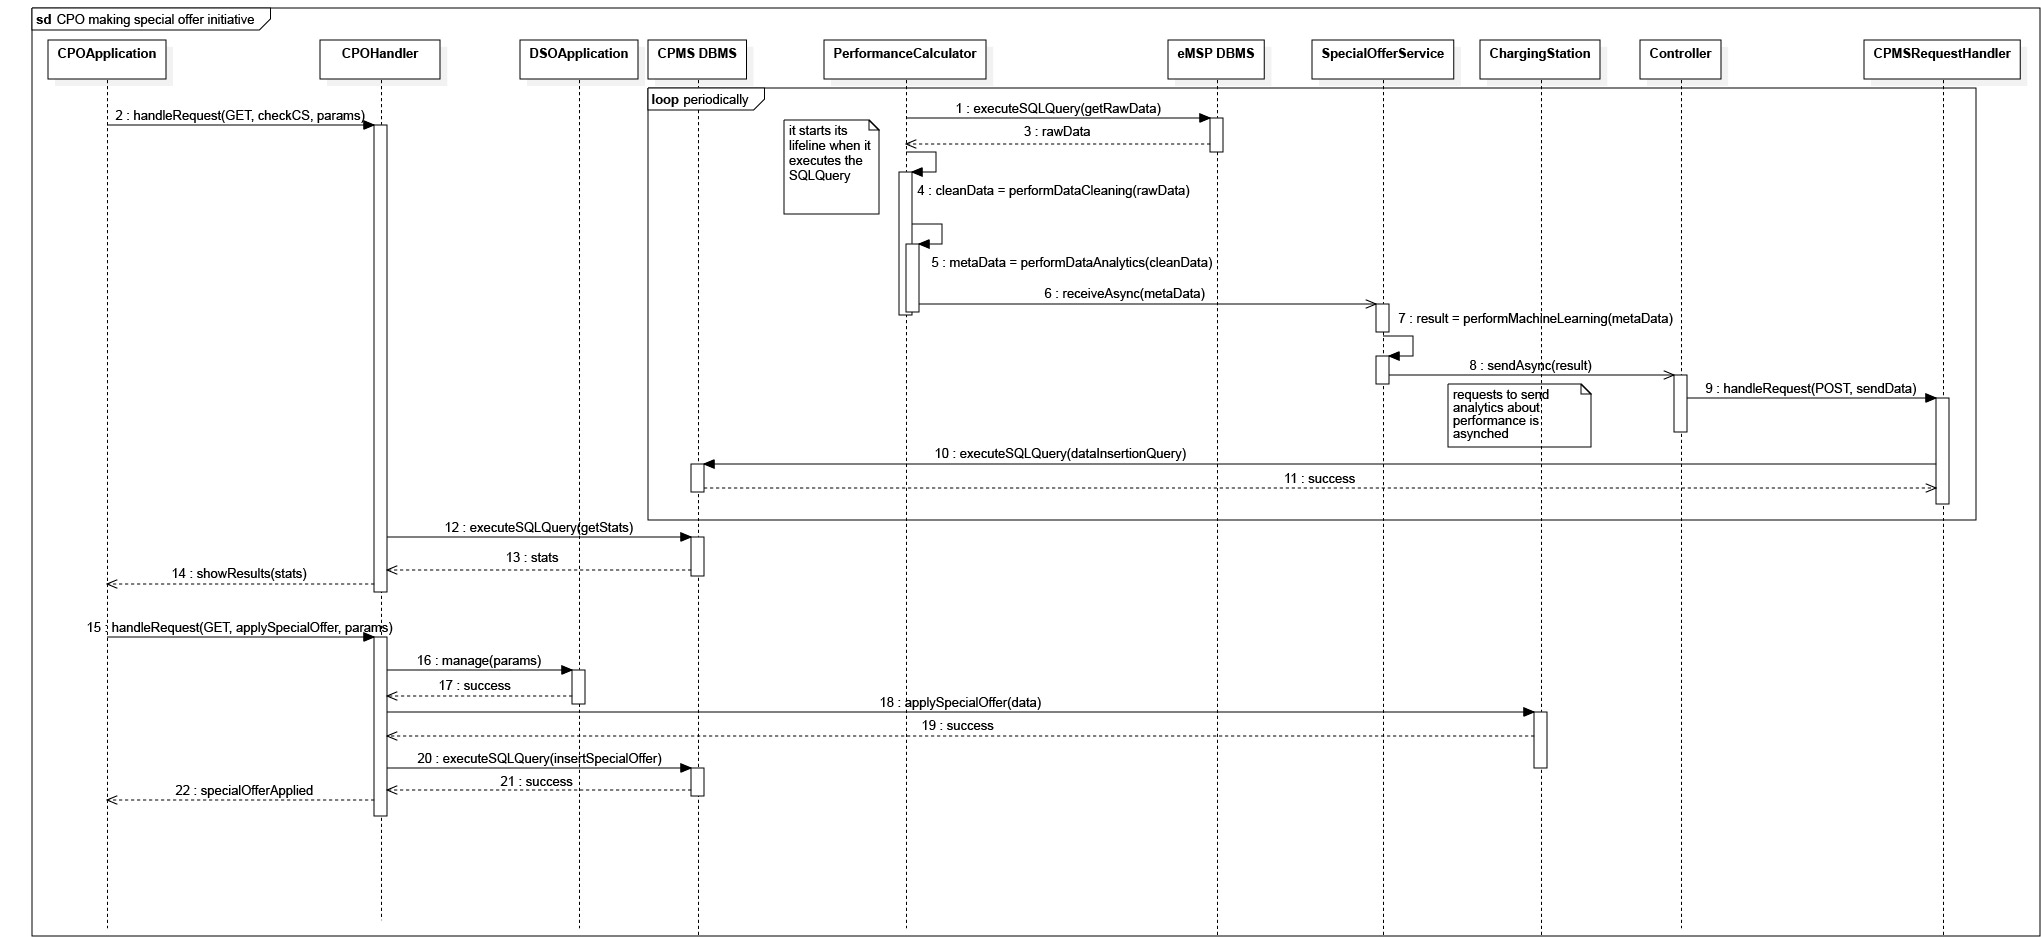 sd CPO making special offer initiative
CPOApplication
CPOHandler
DSOApplication
CPMS DBMS
PerformanceCalculator
eMSP DBMS
SpecialOfferService
ChargingStation
Controller
CPMSRequestHandler
loop periodically
1 : executeSQLQuery(getRawData)
2 : handleRequest(GET, checkCS, params)
it starts its
lifeline when it
executes the
SQLQuery
3 : rawData
4 : cleanData = performDataCleaning(rawData)
5 : metaData = performDataAnalytics(cleanData)
6 : receiveAsync(metaData)
7 : result = performMachineLearning(metaData)
8 : sendAsync(result)
9 : handleRequest(POST, sendData)
requests to send
analytics about
performance is
asynched
10 : executeSQLQuery(dataInsertionQuery)
11 : success
12 : executeSQLQuery(getStats)
13 : stats
14 : showResults(stats)
15 : handleRequest(GET, applySpecialOffer, params)
16 : manage(params)
17 : success
18 : applySpecialOffer(data)
19 : success
20 : executeSQLQuery(insertSpecialOffer)
21 : success
22 : specialOfferApplied